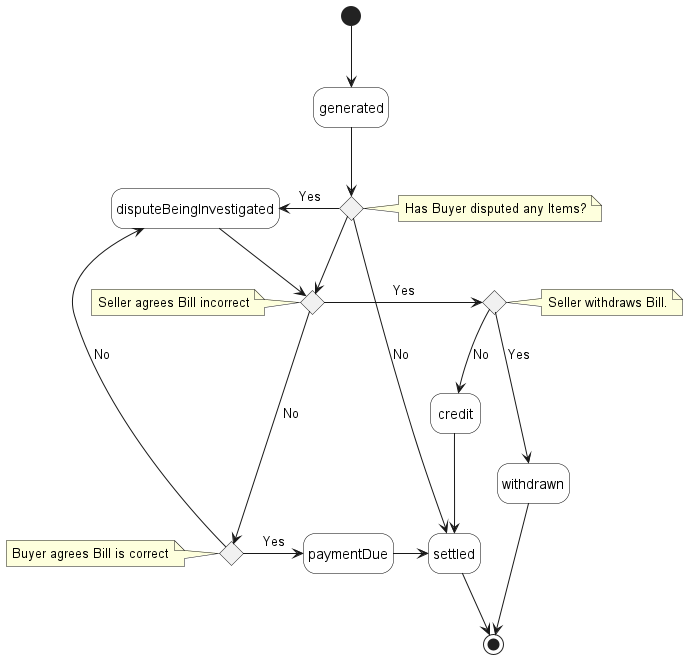 generated
Yes
disputeBeingInvestigated
Has Buyer disputed any Items?
Seller agrees Bill incorrect
Yes
Seller withdraws Bill.
No
No
No
Yes
credit
No
withdrawn
Buyer agrees Bill is correct
Yes
paymentDue
settled